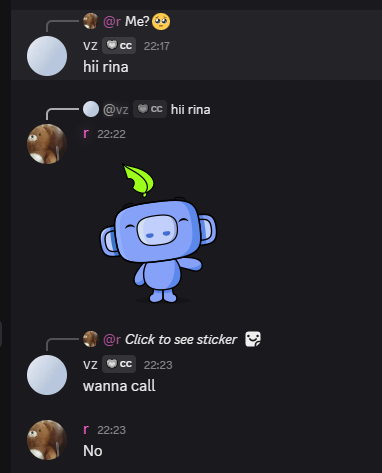 @r Me?🥺
vz CC 22:17
hii rina
@vz CC hii rina
r 22:22
@r Click to see sticker
vz CC 22:23
wanna call
r 22:23
No